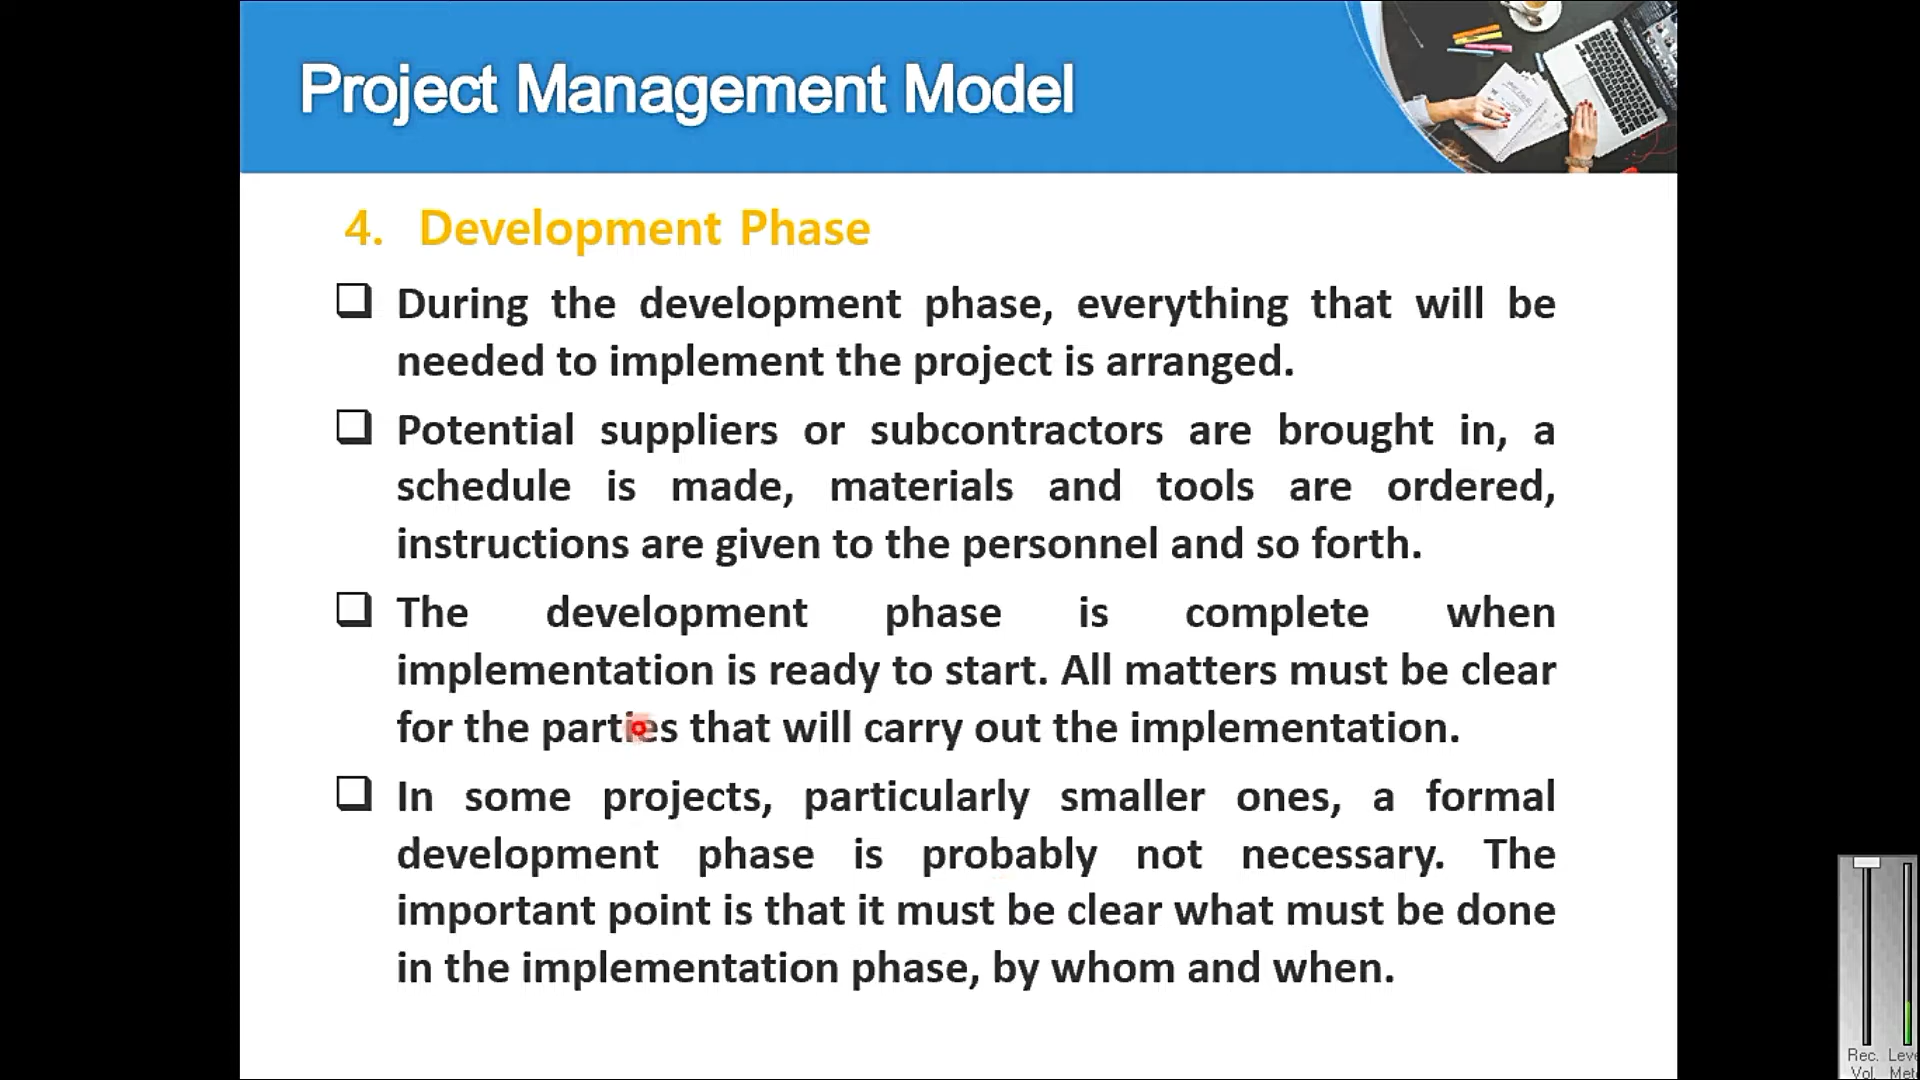 Project Management Model
4. Development Phase
During the development phase, everything that will be
needed to implement the project is arranged.
Potential suppliers or subcontractors are brought in, a
schedule is made, materials and tools are ordered,
instructions are given to the personnel and so forth.
The development phase is complete when
implementation is ready to start. All matters must be clear
for the parties that will carry out the implementation.
In some projects, particularly smaller ones, a formal
development phase is probably not necessary. The
important point is that it must be clear what must be done
in the implementation phase, by whom and when.
Rec. Leve
Vol. Mete